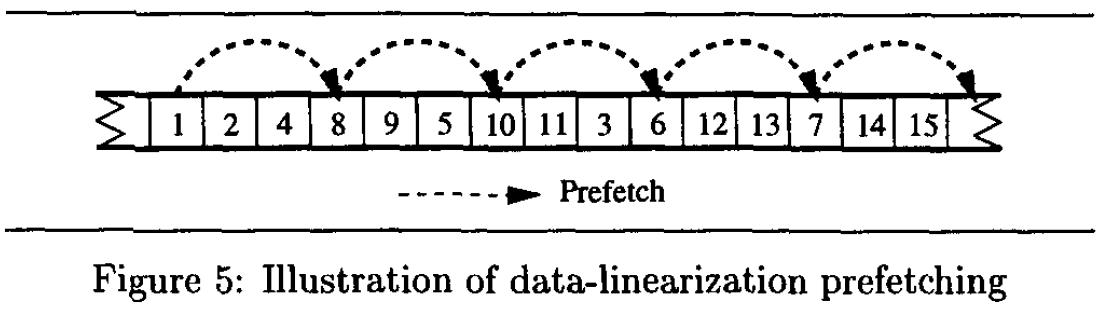 1 2 4 8 9 5 10 11 3 6 12 13 7 14 15
Prefetch
Figure 5: Illustration of data-linearization prefetching